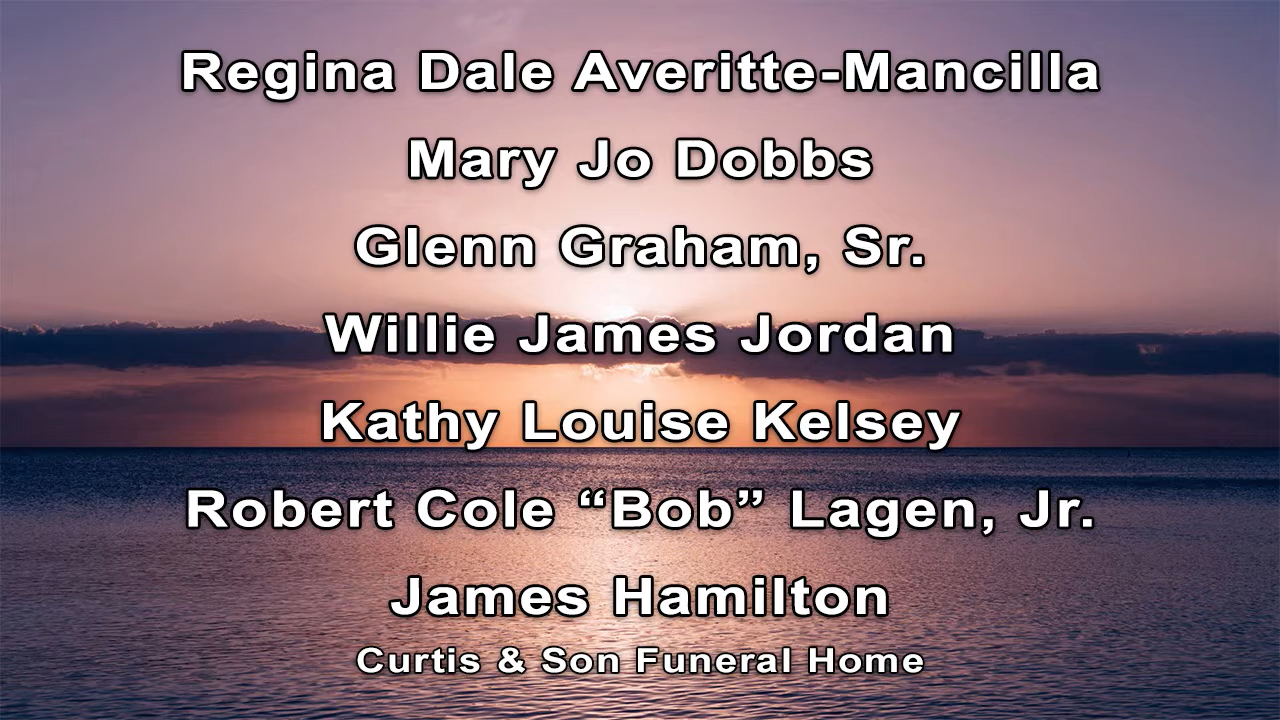 Regina Dale Averitte-Mancilla
Mary Jo Dobbs
Glenn Graham, Sr.
Willie James Jordan
Kathy Louise Kelsey
Robert Cole “Bob” Lagen, Jr.
James Hamilton
Curtis & Son Funeral Home